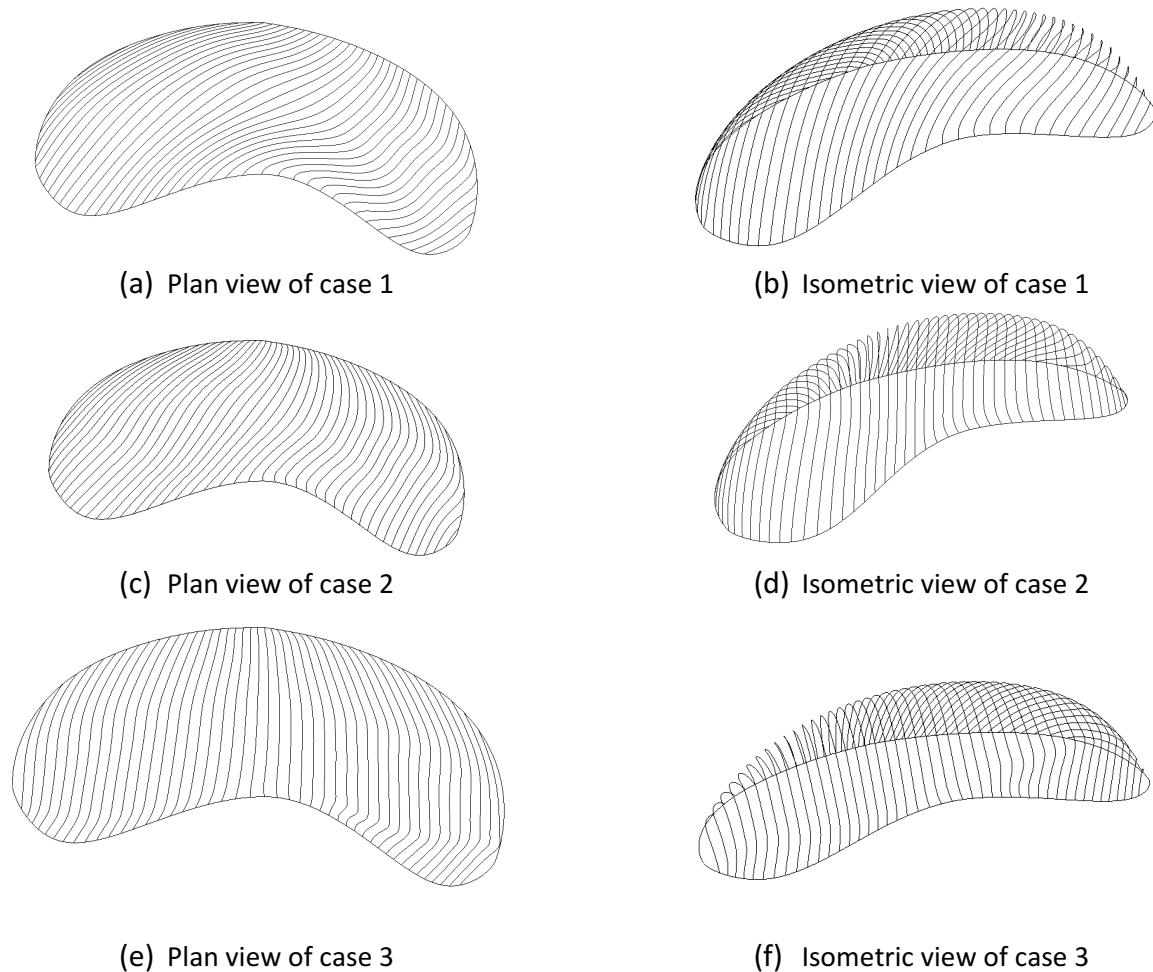 (a) Plan view of case 1
(b) Isometric view of case 1
(c) Plan view of case 2
(d) Isometric view of case 2
(e) Plan view of case 3
(f) Isometric view of case 3